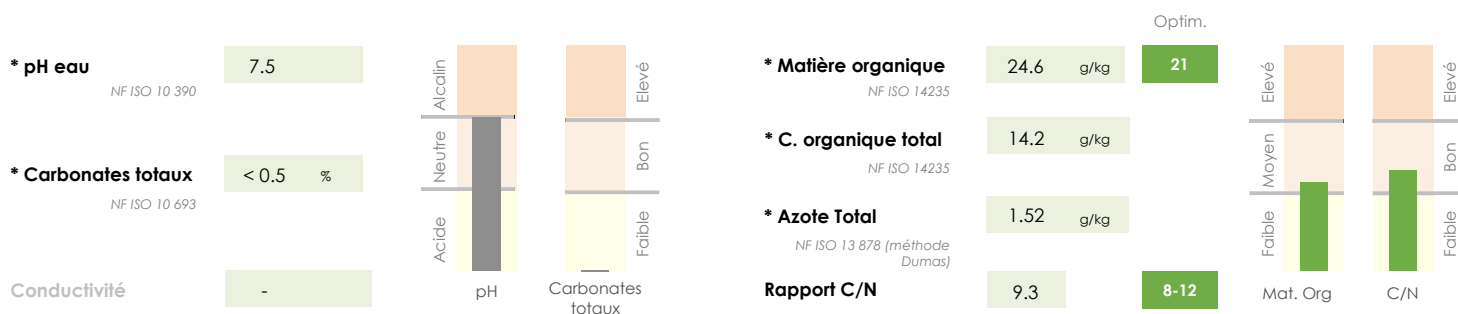 Optim.
* pH eau 7.5
NF ISO 10 390
* Carbonates totaux < 0.5 %
NF ISO 10 693
Conductivité -
Alcalin
Neutre
Acide
Elevé
Bon
Faible
pH
Carbonates
totaux
* Matière organique 24.6 g/kg 21
NF ISO 14235
* C. organique total 14.2 g/kg
NF ISO 14235
* Azote Total 1.52 g/kg
NF ISO 13 878 (méthode
Dumas)
Rapport C/N 9.3 8-12
Elevé
Moyen
Faible
Elevé
Bon
Faible
Mat. Org
C/N